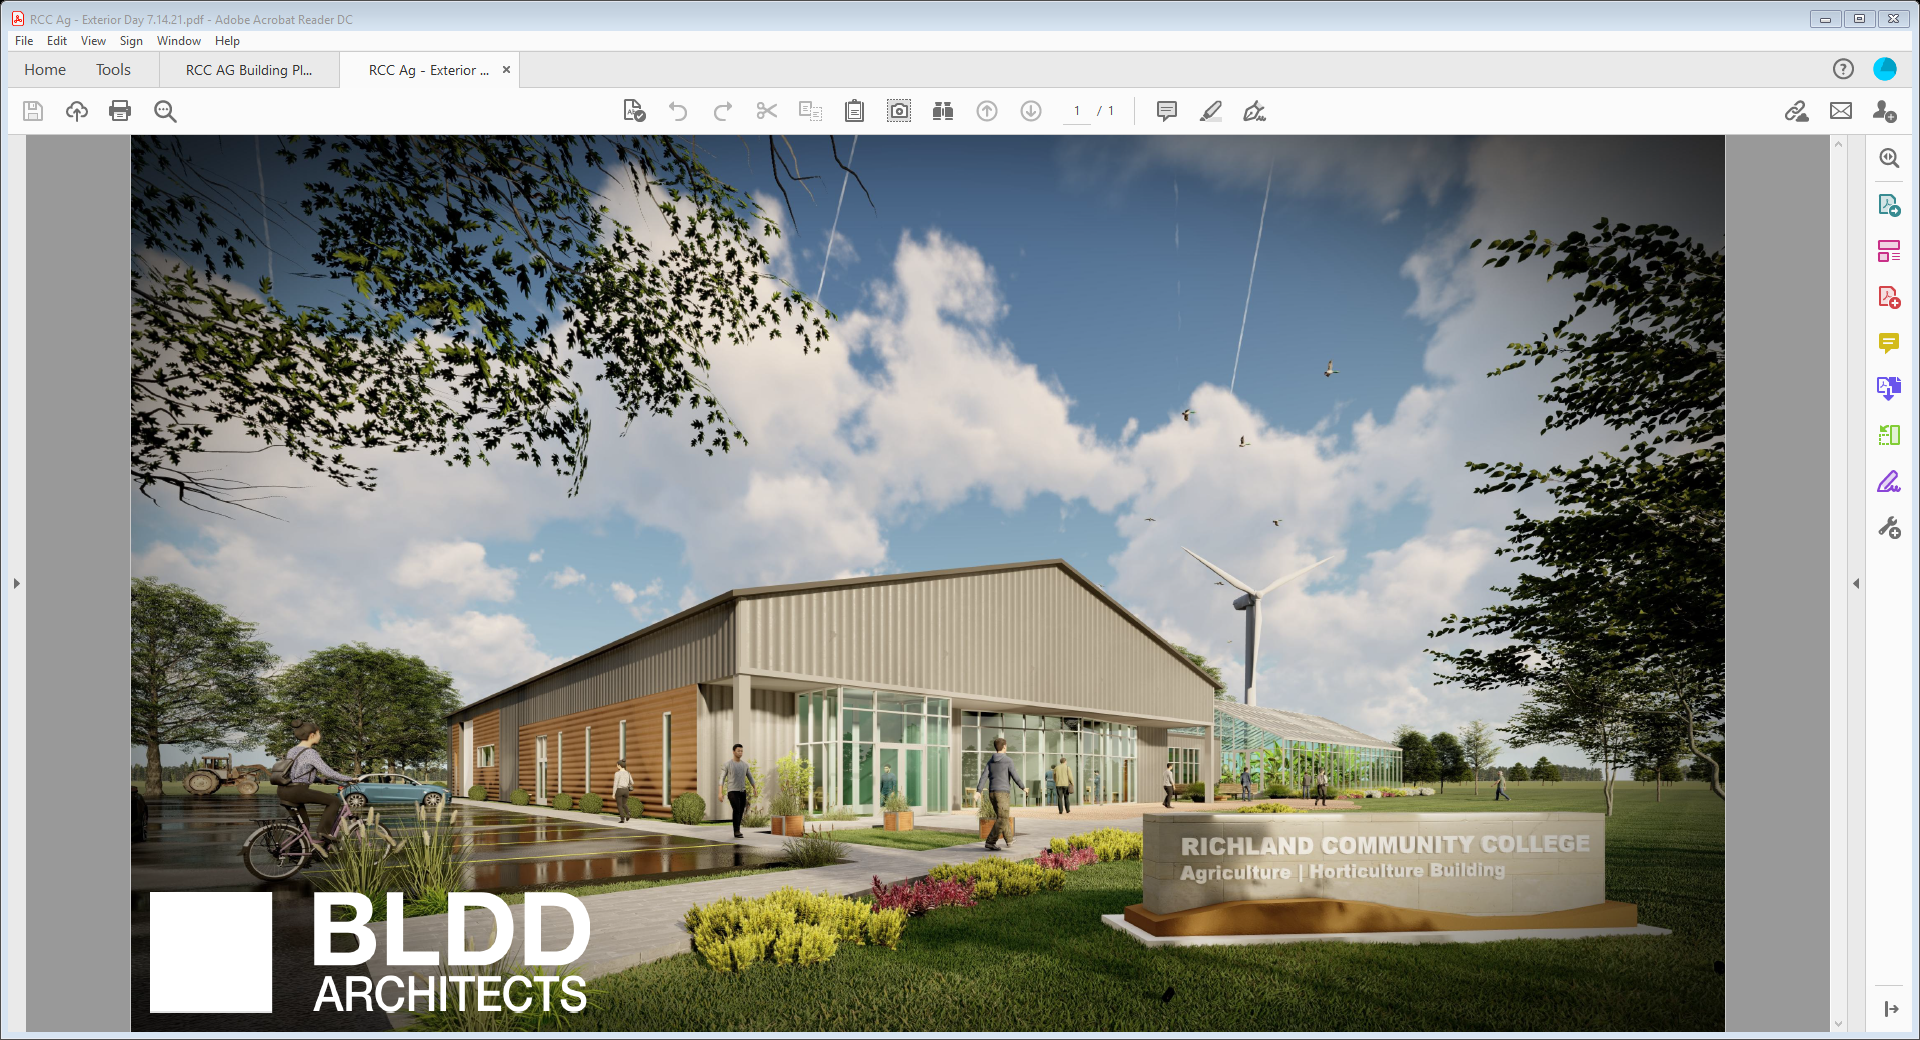 RCC Ag - Exterior Day 7.14.21.pdf - Adobe Acrobat Reader DC
File Edit View Sign Window Help
Home Tools RCC AG Building Pl... RCC Ag - Exterior ...
1 / 1
RICHLAND COMMUNITY COLLEGE
Agriculture | Horticulture Building
BLDD
ARCHITECTS